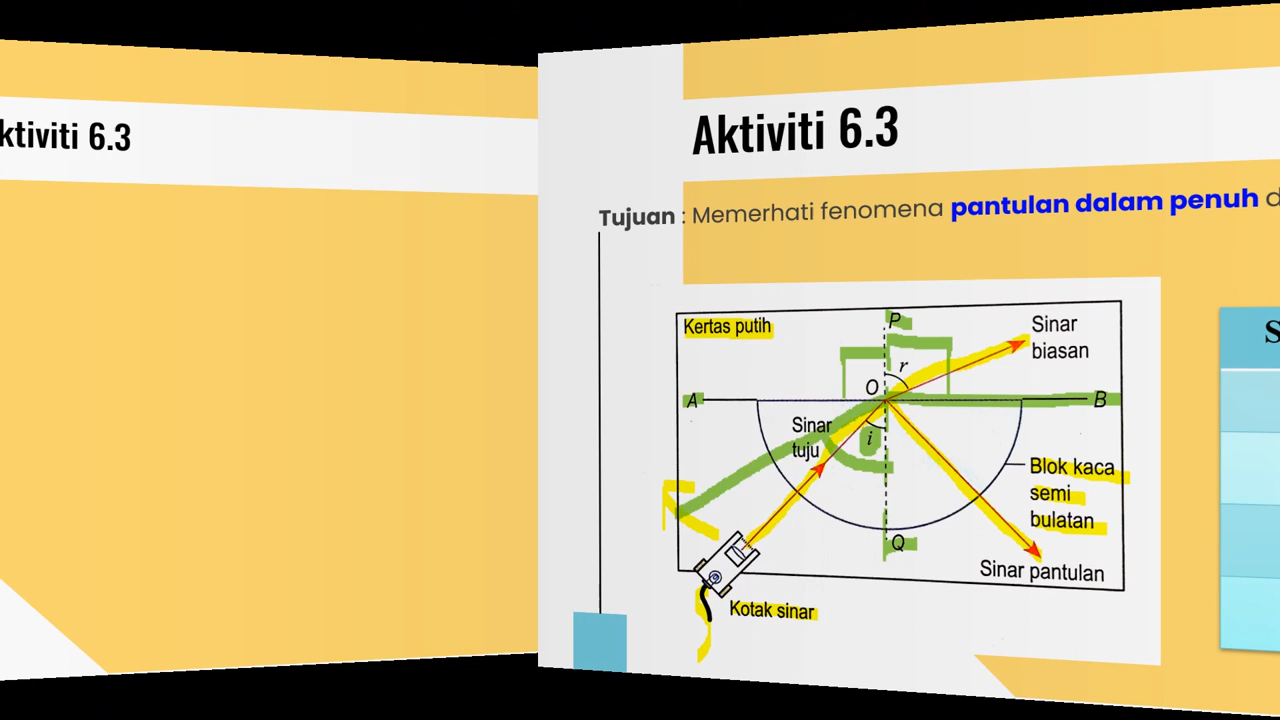 ktiviti 6.3
Aktiviti 6.3
Tujuan : Memerhati fenomena pantulan dalam penuh d
Kertas putih
P
Sinar
biasan
r
O
A
B
Sinar
tuju
i
Blok kaca
semi
bulatan
Q
Sinar pantulan
Kotak sinar
S